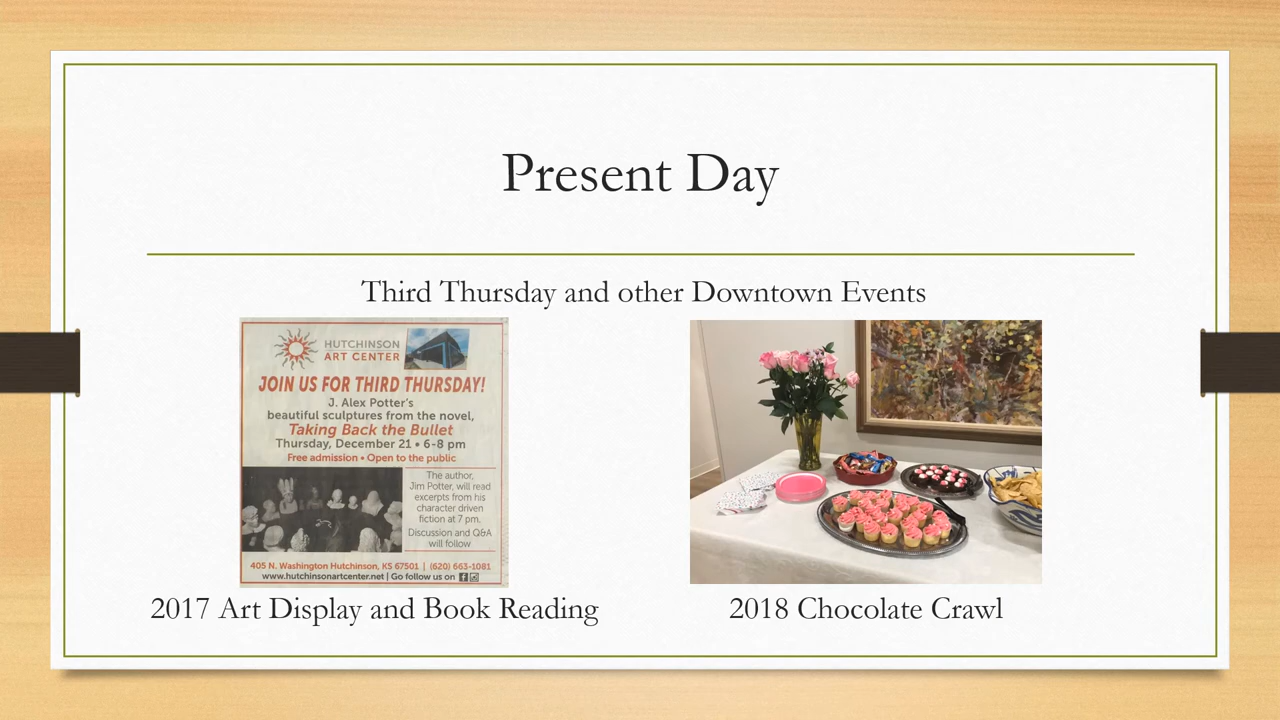 Present Day
Third Thursday and other Downtown Events
HUTCHINSON
ART CENTER
JOIN US FOR THIRD THURSDAY!
J. Alex Potter's
beautiful sculptures from the novel,
Taking Back the Bullet
Thursday, December 21 • 6-8 pm
Free admission • Open to the public
The author,
Jim Potter, will read
excerpts from his
character driven
fiction at 7 pm.
Discussion and Q&A
will follow
405 N. Washington Hutchinson, KS 67501 | (620) 663-1081
www.hutchinsonartcenter.net | Go follow us on
2017 Art Display and Book Reading
2018 Chocolate Crawl